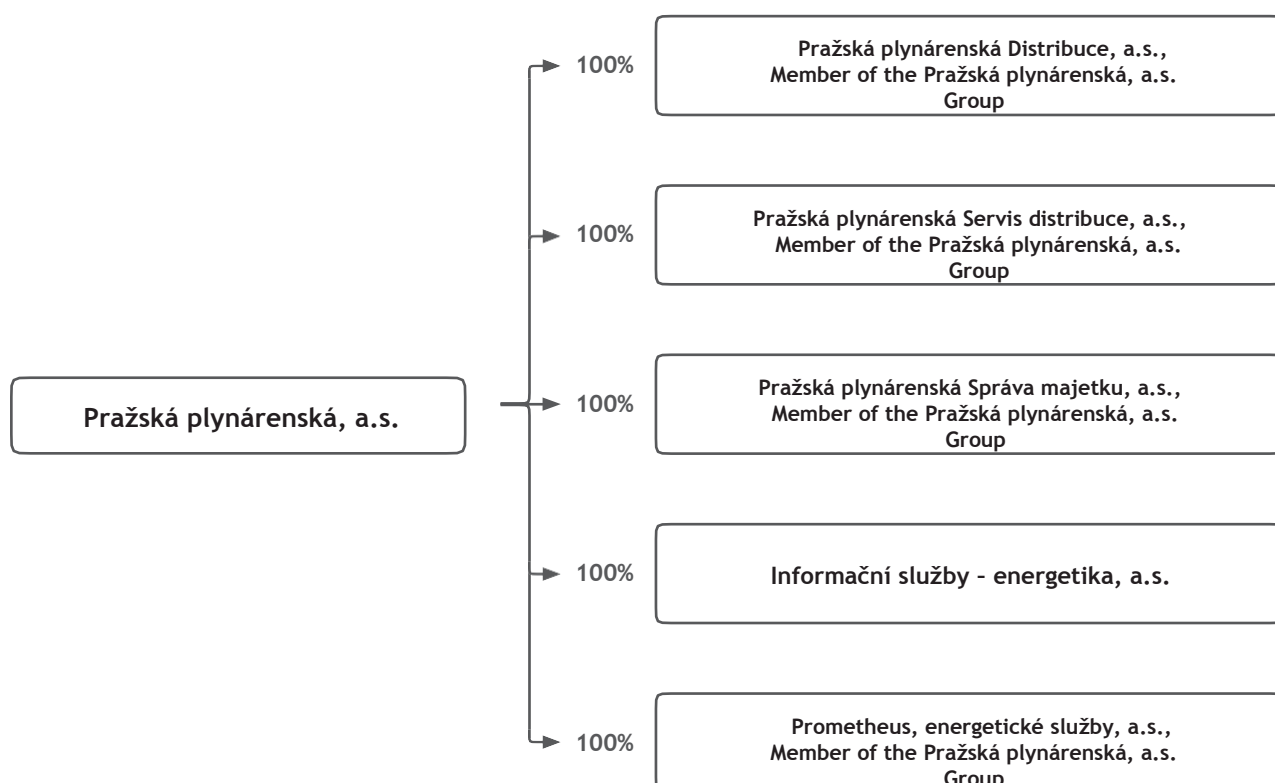 Pražská plynárenská, a.s.
100%
Pražská plynárenská Distribuce, a.s.,
Member of the Pražská plynárenská, a.s.
Group
100%
Pražská plynárenská Servis distribuce, a.s.,
Member of the Pražská plynárenská, a.s.
Group
100%
Pražská plynárenská Správa majetku, a.s.,
Member of the Pražská plynárenská, a.s.
Group
100%
Informační služby - energetika, a.s.
100%
Prometheus, energetické služby, a.s.,
Member of the Pražská plynárenská, a.s.
Group